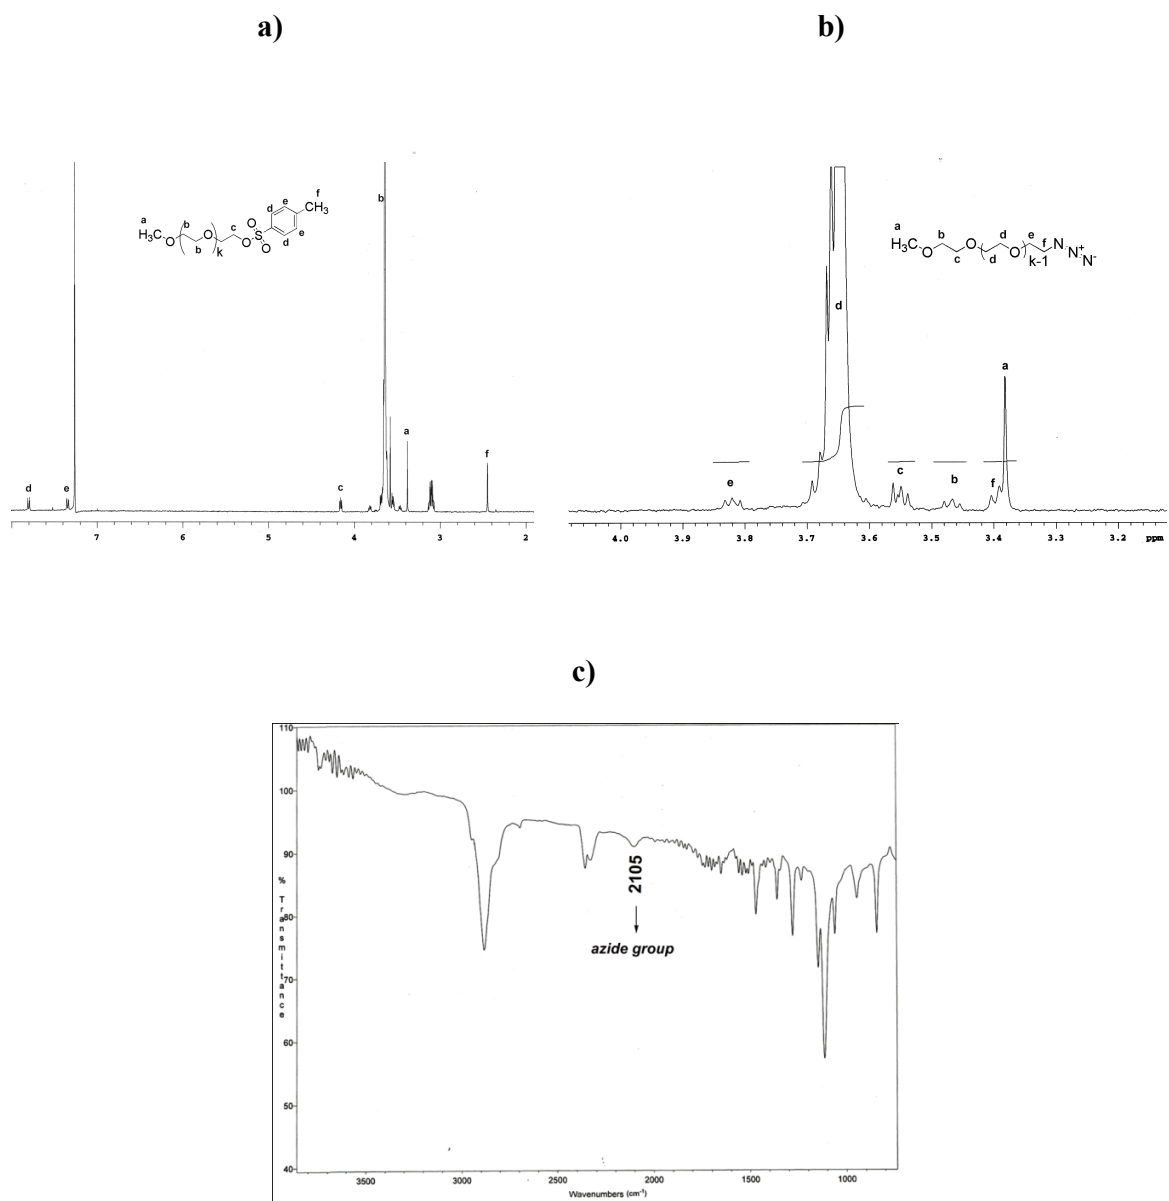 a)
b)
b
f
CH3
d
e
a
H3C
b
c
O
O
S
O
O
O
b
k
O
d
e
a
d
e
c
f
7
6
5
4
3
2
d
a
H3C
b
d
e
N
N+
N-
O
O
O
f
c
d
k-1
a
e
c
b
f
4.0
3.9
3.8
3.7
3.6
3.5
3.4
3.3
3.2
ppm
c)
110
100
90
80
70
60
50
40
% Transmittance
2105
azide group
3500
3000
2500
2000
1500
1000
Wavenumbers (cm-1)